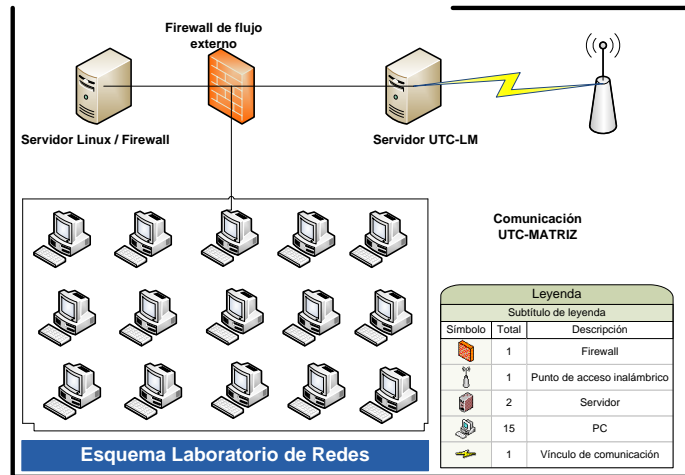 Firewall de flujo
externo
Servidor Linux / Firewall
Servidor UTC-LM
Comunicación
UTC-MATRIZ
Leyenda
Subtítulo de leyenda
Símbolo Total Descripción
1 Firewall
1 Punto de acceso inalámbrico
2 Servidor
15 PC
1 Vínculo de comunicación
Esquema Laboratorio de Redes